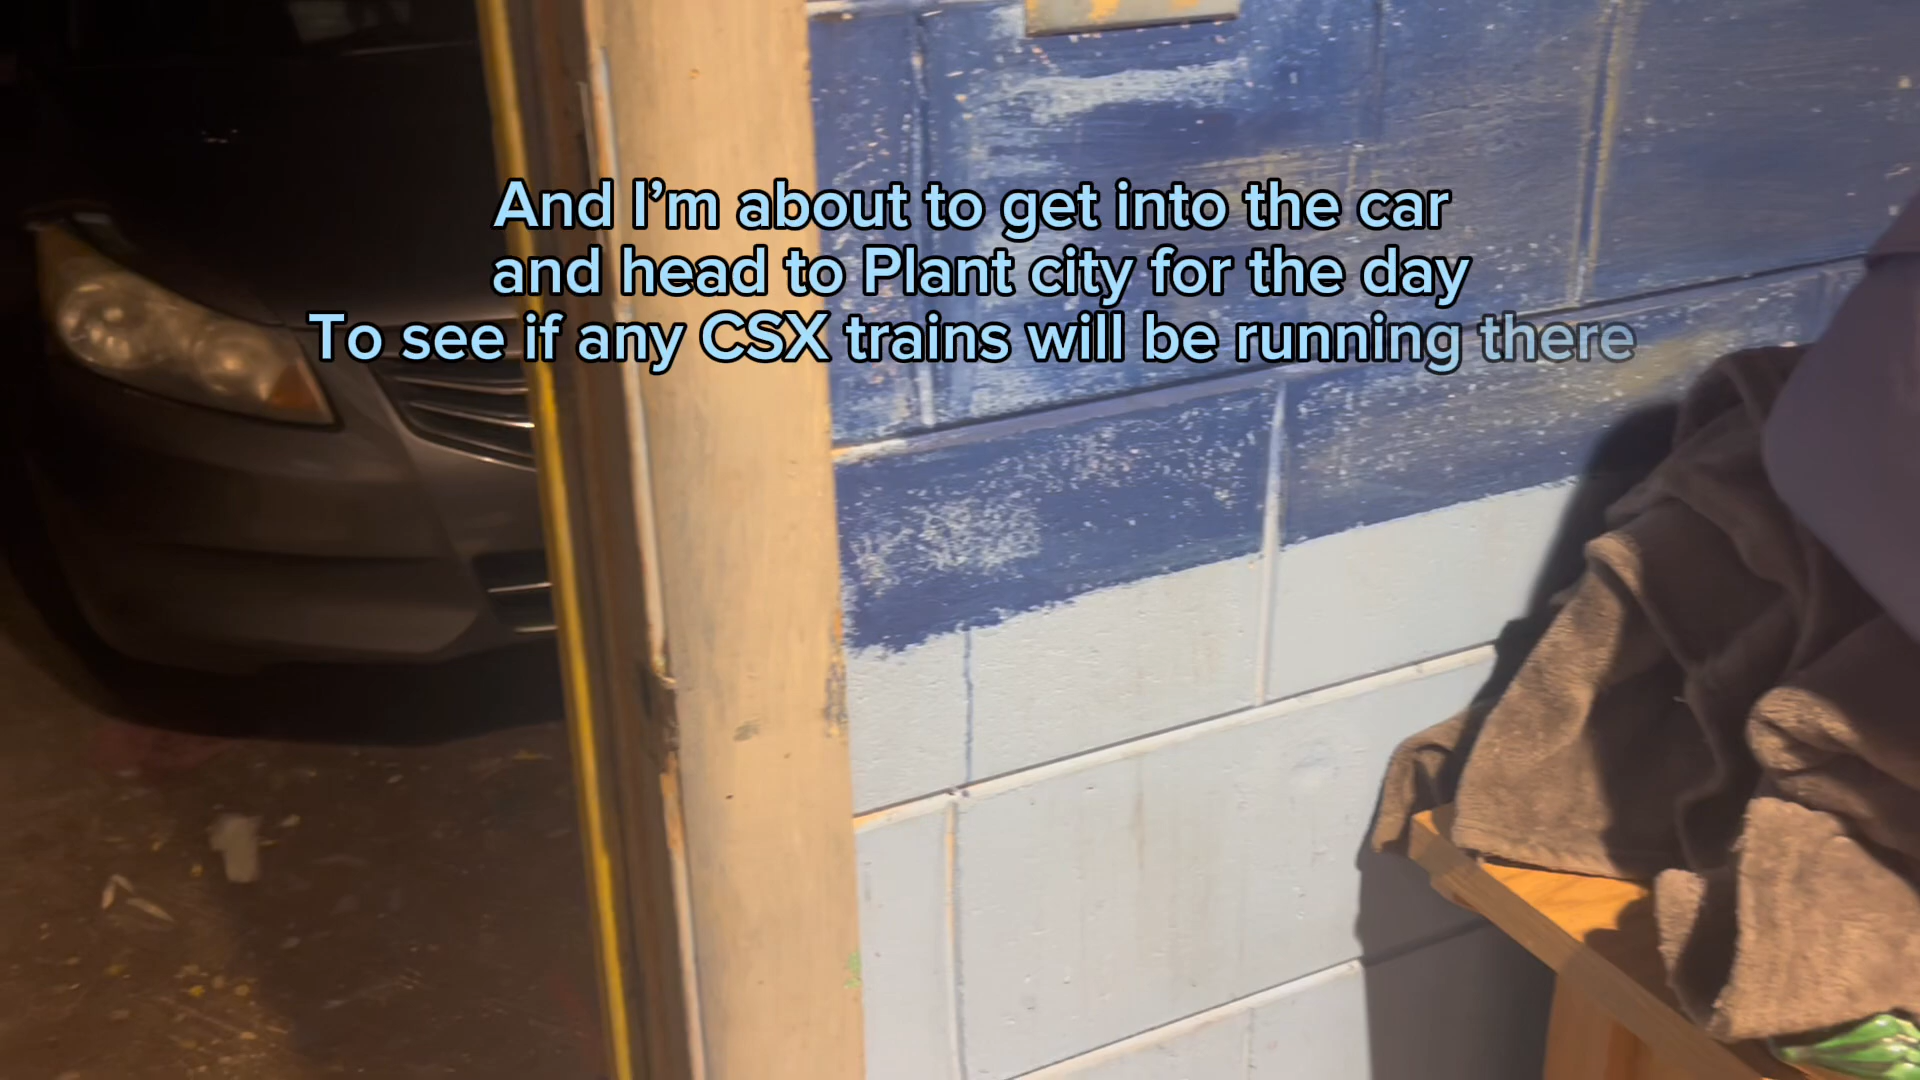 And I’m about to get into the car
and head to Plant city for the day
To see if any CSX trains will be running there